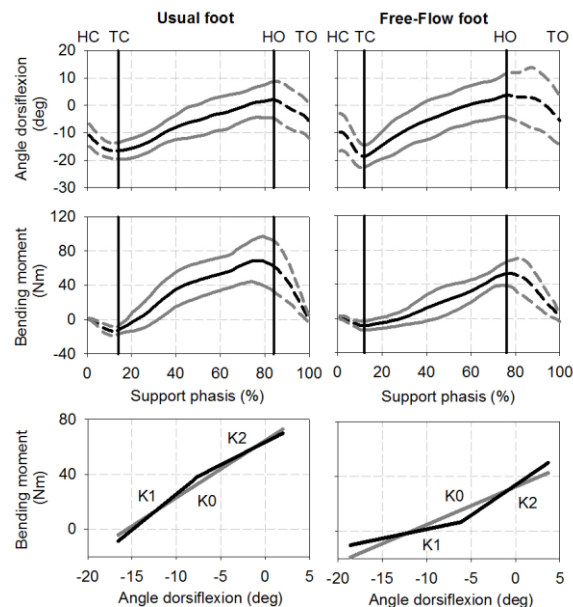 Usual foot
Free-Flow foot
HC TC HO TO
HC TC HO TO
Angle dorsiflexion
(deg)
20
10
0
-10
-20
-30
Bending moment
(Nm)
120
80
40
0
-40
0 20 40 60 80 100
0 20 40 60 80 100
Support phasis (%)
Support phasis (%)
Bending moment
(Nm)
80
40
0
K1
K0
K2
K0
K1
K2
-20 -15 -10 -5 0 5
-20 -15 -10 -5 0 5
Angle dorsiflexion (deg)
Angle dorsiflexion (deg)